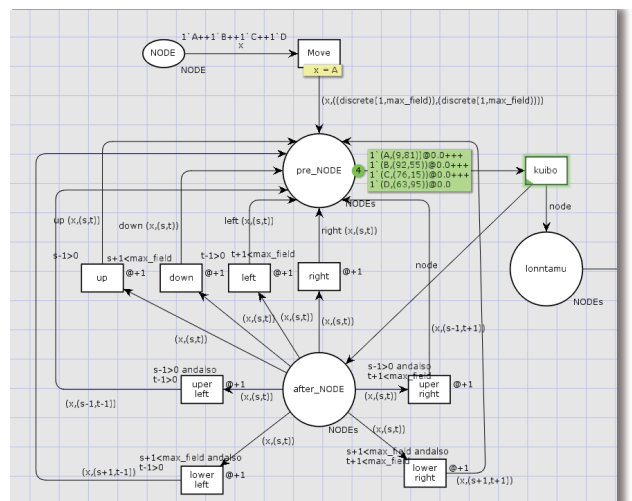 1`A++1`B++1`C++1`D
x
NODE
NODE
Move
x = A
(x,((discrete(1,max_field)),(discrete(1,max_field))))
pre_NODE
4
1`(A,(9,81))@0.0+++
1`(B,(92,55))@0.0+++
1`(C,(76,15))@0.0+++
1`(D,(63,95))@0.0
NODEs
kuibo
node
up (x,(s,t))
down (x,(s,t))
left (x,(s,t))
right (x,(s,t))
s-1>0
s+1<max_field
t-1>0
t+1<max_field
up
@+1
down
@+1
left
@+1
right
@+1
node
lonntamu
NODEs
(x,(s,t))
(x,(s,t))
(x,(s,t))
(x,(s,t))
(x,(s-1,t+1))
s-1>0 andalso
t-1>0
uper
left
@+1
(x,(s,t))
after_NODE
NODEs
(x,(s,t))
s-1>0 andalso
t+1<max_field
uper
right
@+1
(x,(s-1,t-1))
(x,(s,t))
(x,(s,t))
s+1<max_field andalso
t-1>0
lower
left
@+1
(x,(s+1,t-1))
s+1<max_field andalso
t+1<max_field
lower
right
@+1
(x,(s+1,t+1))